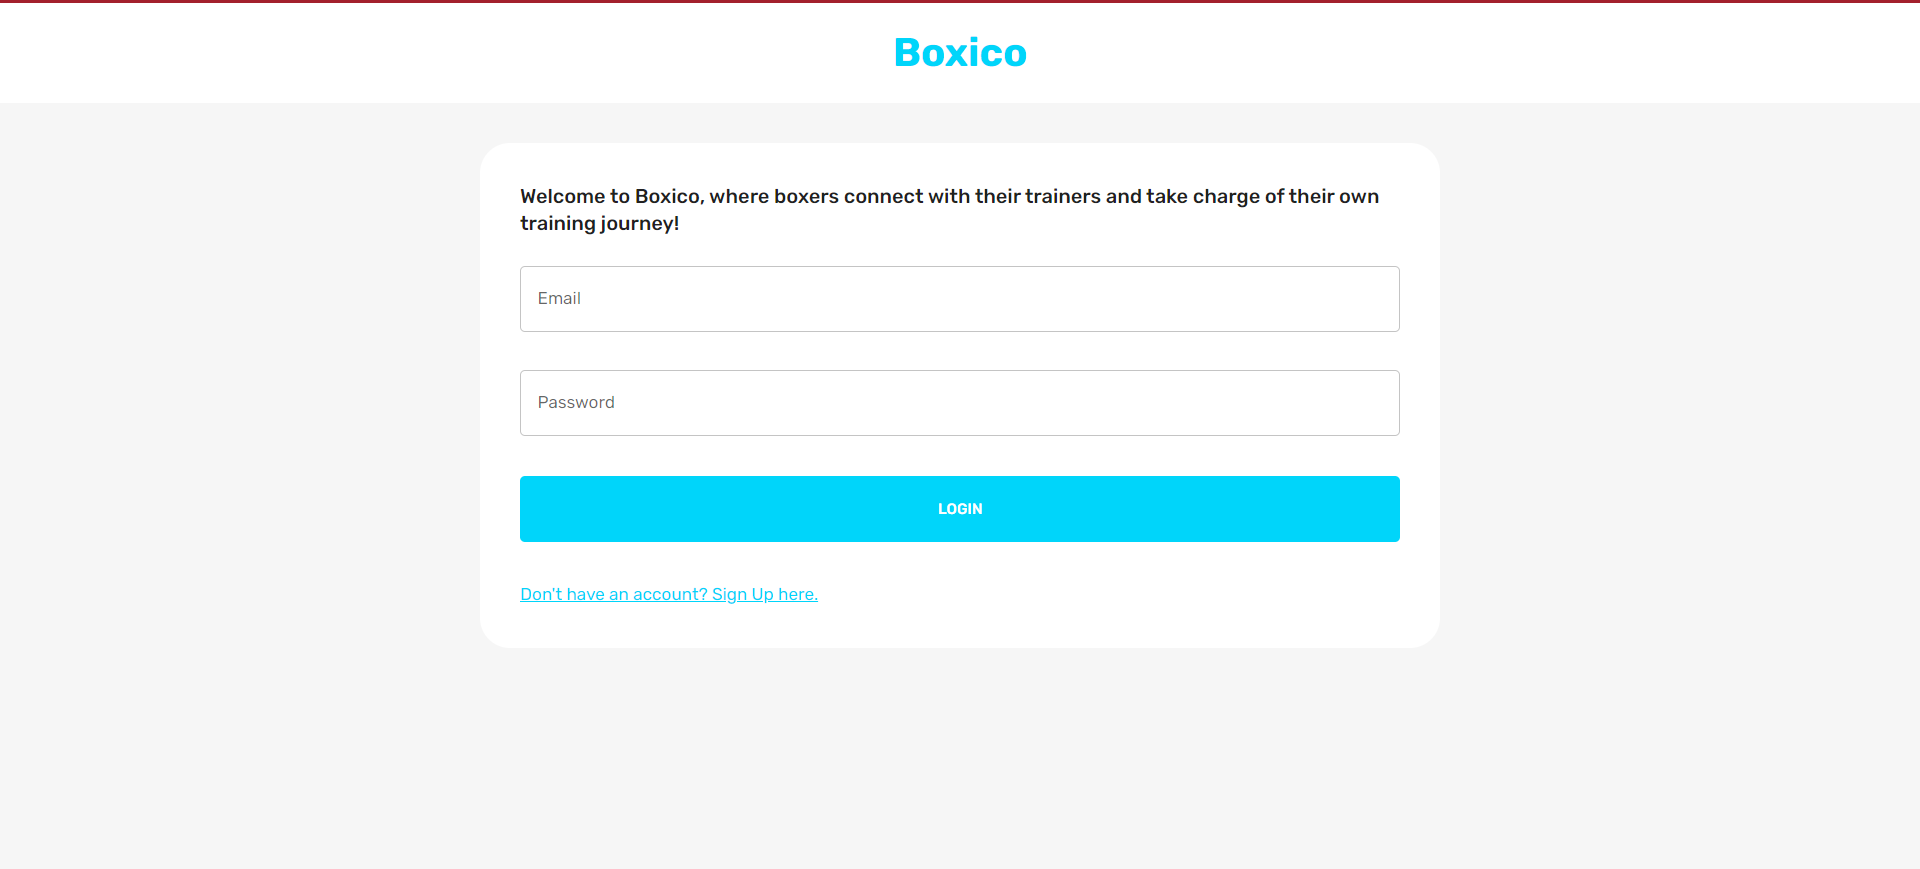 Boxico
Welcome to Boxico, where boxers connect with their trainers and take charge of their own
training journey!
Email
Password
LOGIN
Don't have an account? Sign Up here.